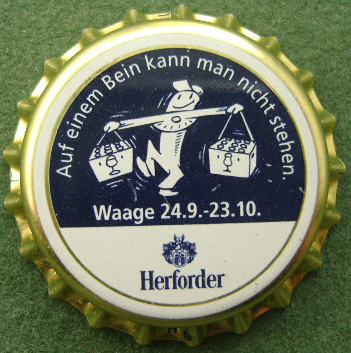 Auf einem Bein kann man nicht stehen.
Waage 24.9.-23.10.
Herforder